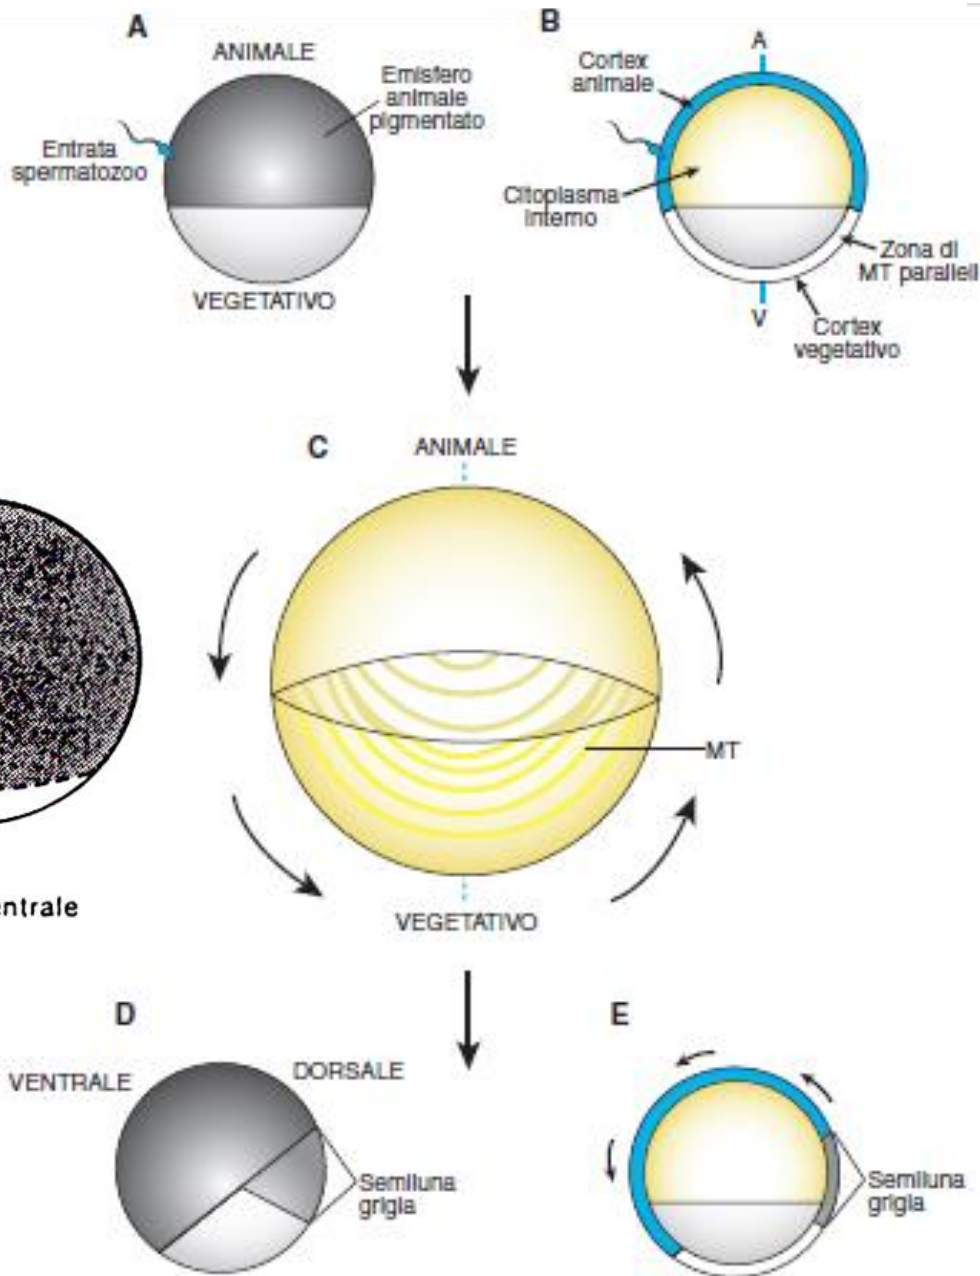 A
ANIMALE
Emisfero
animale
pigmentato
Entrata
spermatozoo
VEGETATIVO
B
A
Cortex
animale
Citoplasma
interno
Zona di
MT paralleli
V
Cortex
vegetativo
C
ANIMALE
MT
VEGETATIVO
entrale
D
VENTRALE
DORSALE
Semiluna
grigia
E
Semiluna
grigia